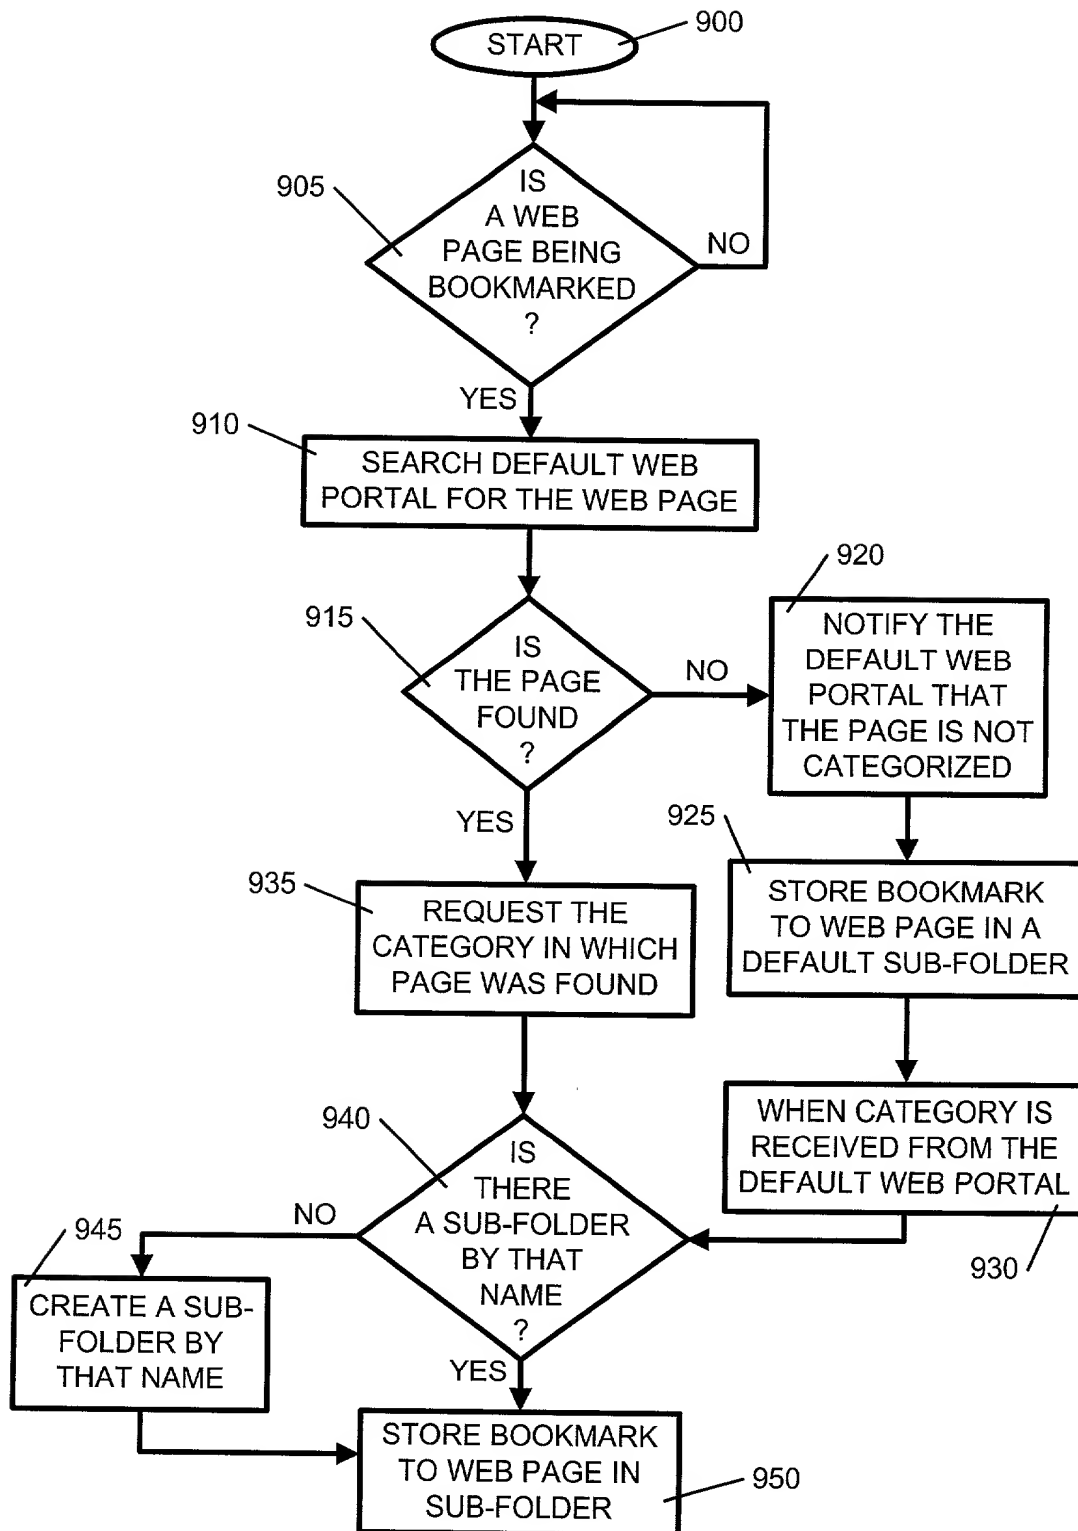 START
900
905
IS
A WEB
PAGE BEING
BOOKMARKED
?
NO
YES
910
SEARCH DEFAULT WEB
PORTAL FOR THE WEB PAGE
915
IS
THE PAGE
FOUND
?
NO
920
NOTIFY THE
DEFAULT WEB
PORTAL THAT
THE PAGE IS NOT
CATEGORIZED
YES
925
STORE BOOKMARK
TO WEB PAGE IN A
DEFAULT SUB-FOLDER
935
REQUEST THE
CATEGORY IN WHICH
PAGE WAS FOUND
WHEN CATEGORY IS
RECEIVED FROM THE
DEFAULT WEB PORTAL
930
940
IS
THERE
A SUB-FOLDER
BY THAT
NAME
?
NO
945
CREATE A SUB-
FOLDER BY
THAT NAME
YES
STORE BOOKMARK
TO WEB PAGE IN
SUB-FOLDER
950